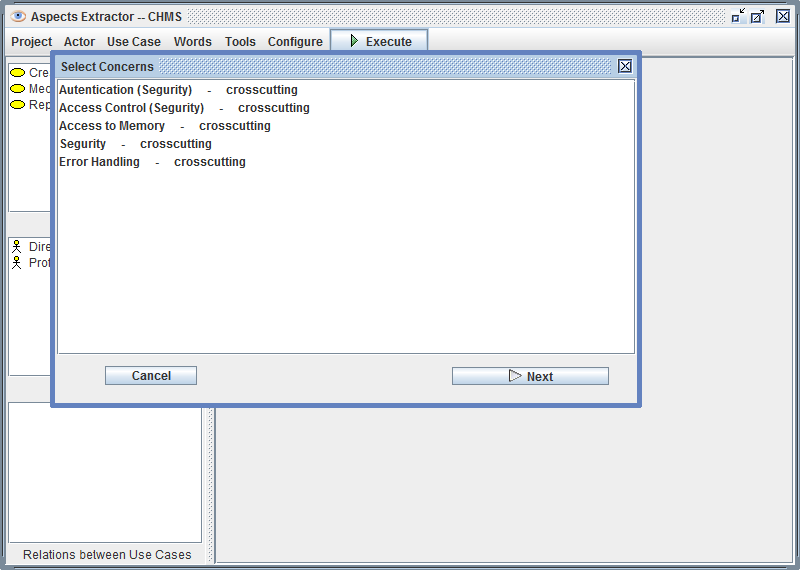 Aspects Extractor -- CHMS
Project Actor Use Case Words Tools Configure Execute
Select Concerns
Cre
Med
Rep
Autentication (Segurity) - crosscutting
Access Control (Segurity) - crosscutting
Access to Memory - crosscutting
Segurity - crosscutting
Error Handling - crosscutting
Dire
Prof
Cancel Next
Relations between Use Cases